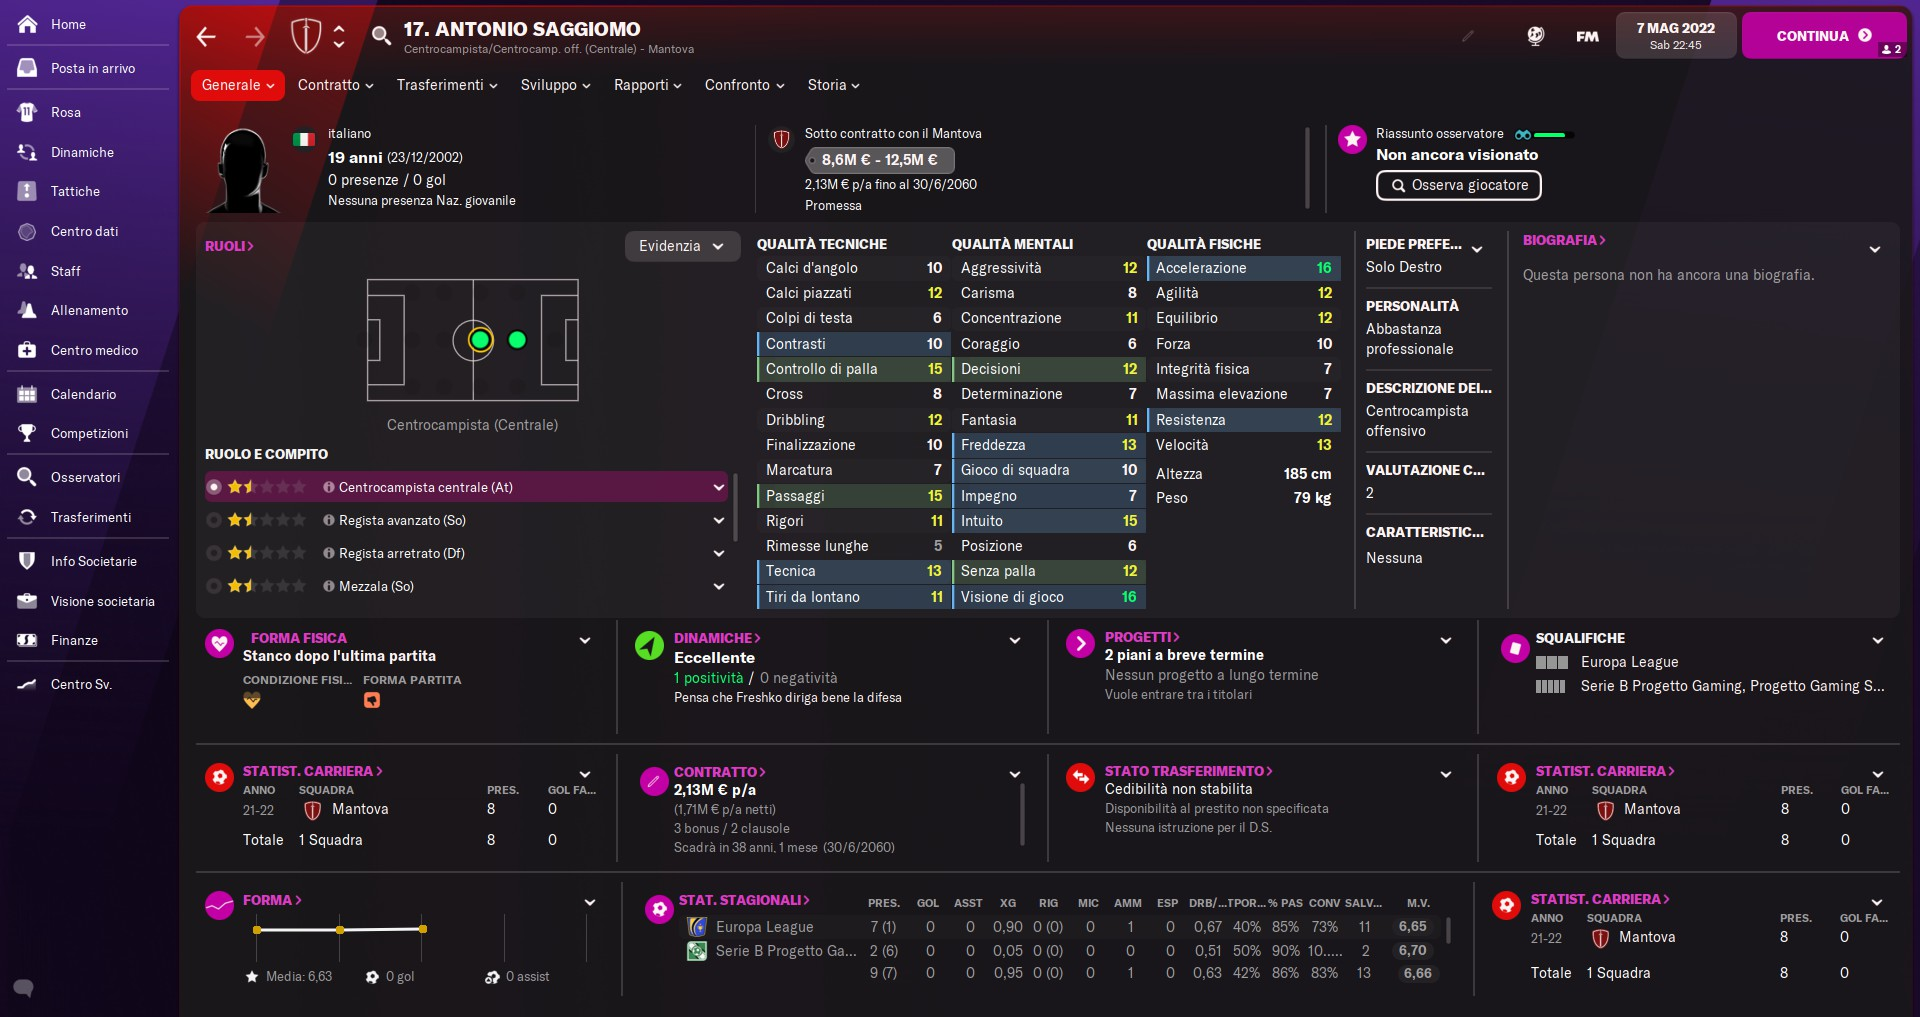 Home
Posta in arrivo
Rosa
Dinamiche
Tattiche
Centro dati
Staff
Allenamento
Centro medico
Calendario
Competizioni
Osservatori
Trasferimenti
Info Societarie
Visione societaria
Finanze
Centro Sv.
17. ANTONIO SAGGIOMO
Centrocampista/Centrocamp. off. (Centrale) - Mantova
FM
7 MAG 2022
Sab 22:45
CONTINUA
2
Generale
Contratto
Trasferimenti
Sviluppo
Rapporti
Confronto
Storia
italiano
19 anni (23/12/2002)
0 presenze / 0 gol
Nessuna presenza Naz. giovanile
Sotto contratto con il Mantova
8,6M € - 12,5M €
2,13M € p/a fino al 30/6/2060
Promessa
Riassunto osservatore
Non ancora visionato
Osserva giocatore
RUOLI
Evidenzia
Centrocampista (Centrale)
RUOLO E COMPITO
Centrocampista centrale (At)
Regista avanzato (So)
Regista arretrato (Df)
Mezzala (So)
QUALITÀ TECNICHE
Calci d'angolo 10
Calci piazzati 12
Colpi di testa 6
Contrasti 10
Controllo di palla 15
Cross 8
Dribbling 12
Finalizzazione 10
Marcatura 7
Passaggi 15
Rigori 11
Rimesse lunghe 5
Tecnica 13
Tiri da lontano 11
QUALITÀ MENTALI
Aggressività 12
Carisma 8
Concentrazione 11
Coraggio 6
Decisioni 12
Determinazione 7
Fantasia 11
Freddezza 13
Gioco di squadra 10
Impegno 7
Intuito 15
Posizione 6
Senza palla 12
Visione di gioco 16
QUALITÀ FISICHE
Accelerazione 16
Agilità 12
Equilibrio 12
Forza 10
Integrità fisica 7
Massima elevazione 7
Resistenza 12
Velocità 13
Altezza 185 cm
Peso 79 kg
PIEDE PREFE...
Solo Destro
PERSONALITÀ
Abbastanza
professionale
DESCRIZIONE DEI...
Centrocampista
offensivo
VALUTAZIONE C...
2
CARATTERISTIC...
Nessuna
BIOGRAFIA
Questa persona non ha ancora una biografia.
FORMA FISICA
Stanco dopo l'ultima partita
CONDIZIONE FISI... FORMA PARTITA
DINAMICHE
Eccellente
1 positività / 0 negatività
Pensa che Freshko diriga bene la difesa
PROGETTI
2 piani a breve termine
Nessun progetto a lungo termine
Vuole entrare tra i titolari
SQUALIFICHE
Europa League
Serie B Progetto Gaming, Progetto Gaming S...
STATIST. CARRIERA
ANNO SQUADRA PRES. GOL FA...
21-22 Mantova 8 0
Totale 1 Squadra 8 0
CONTRATTO
2,13M € p/a
(1,71M € p/a netti)
3 bonus / 2 clausole
Scadrà in 38 anni, 1 mese (30/6/2060)
STATO TRASFERIMENTO
Cedibilità non stabilita
Disponibilità al prestito non specificata
Nessuna istruzione per il D.S.
STATIST. CARRIERA
ANNO SQUADRA PRES. GOL FA...
21-22 Mantova 8 0
Totale 1 Squadra 8 0
FORMA
Media: 6,63 0 gol 0 assist
STAT. STAGIONALI PRES. GOL ASST XG RIG MIC AMM ESP DRB/... TPOR... % PAS CONV SALV... M.V.
Europa League 7 (1) 0 0 0,90 0 (0) 0 1 0 0,67 40% 85% 73% 11 6,65
Serie B Progetto Ga... 2 (6) 0 0 0,05 0 (0) 0 0 0 0,51 50% 90% 10..... 2 6,70
9 (7) 0 0 0,95 0 (0) 0 1 0 0,63 42% 86% 83% 13 6,66
STATIST. CARRIERA
ANNO SQUADRA PRES. GOL FA...
21-22 Mantova 8 0
Totale 1 Squadra 8 0